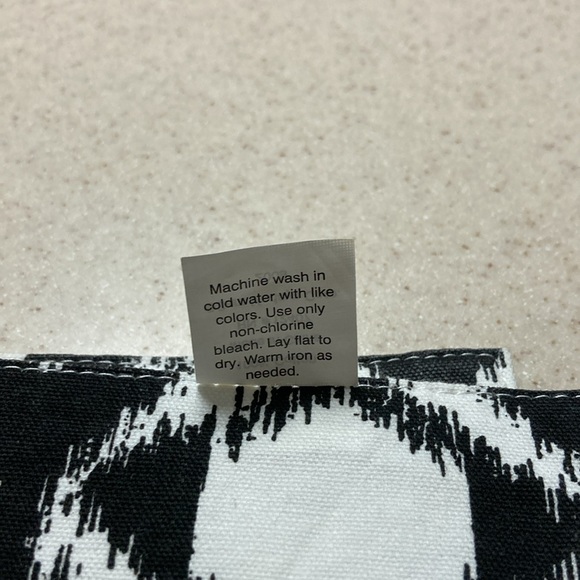 Machine wash in
cold water with like
colors. Use only
non-chlorine
bleach. Lay flat to
dry. Warm iron as
needed.